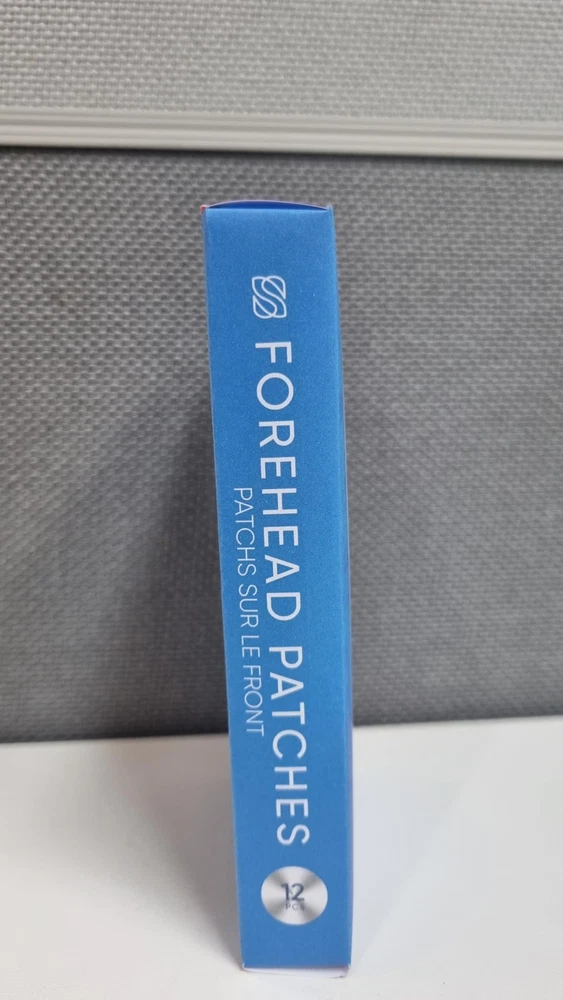 FOREHEAD PATCHES
PATCHS SUR LE FRONT
12
PCS